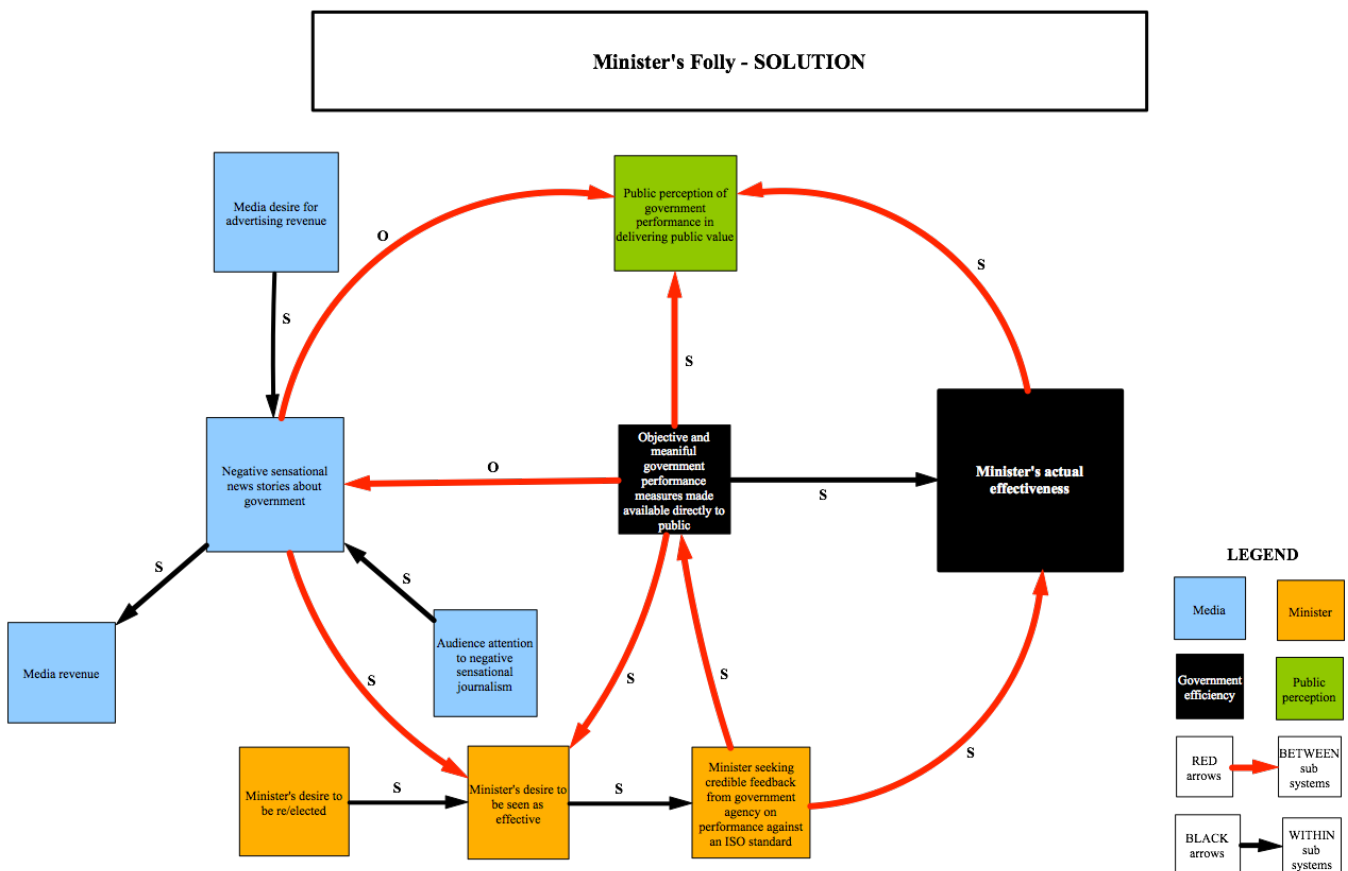 Minister's Folly - SOLUTION
Media desire for
advertising revenue
Public perception of
government
performance in
delivering public value
O
S
S
S
Negative sensational
news stories about
government
O
Objective and
meaniful
government
performance
measures made
available directly to
public
S
Minister's actual
effectiveness
S
S
Media revenue
Audience attention
to negative
sensational
journalism
S
S
S
Minister's desire to
be re/elected
S
Minister's desire to
be seen as
effective
S
Minister seeking
credible feedback
from government
agency on
performance against
an ISO standard
S
LEGEND
Media
Minister
Government
efficiency
Public
perception
RED
arrows
BETWEEN
sub
systems
BLACK
arrows
WITHIN
sub
systems